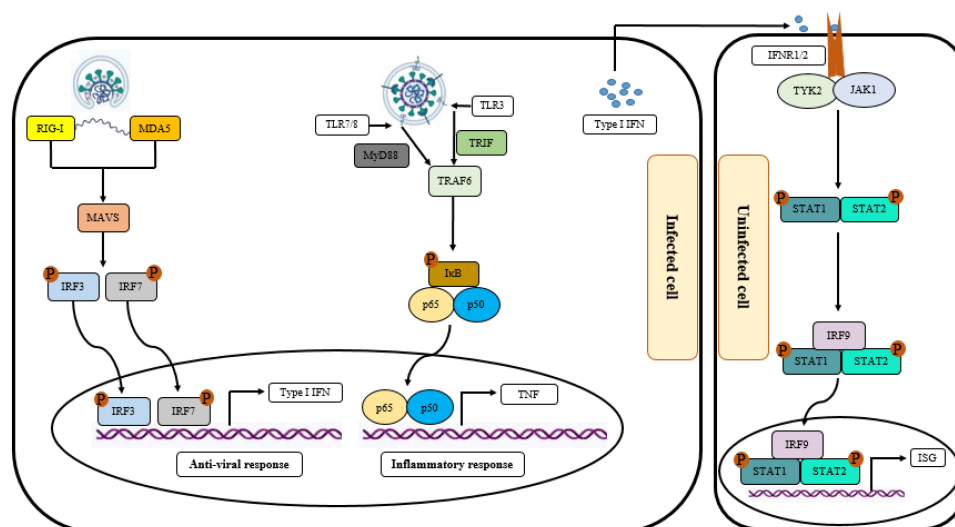 RIG-I
MDA5
MAVS
P
IRF3
P
IRF7
P
IRF3
P
IRF7
Type I IFN
Anti-viral response
TLR7/8
TLR3
MyD88
TRIF
TRAF6
P
IκB
p65
p50
p65
p50
TNF
Inflammatory response
Type I IFN
Infected cell
Uninfected cell
IFNR1/2
TYK2
JAK1
P
STAT1
STAT2
P
IRF9
P
STAT1
STAT2
P
IRF9
P
STAT1
STAT2
P
ISG